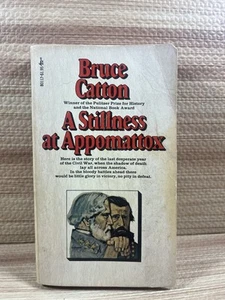 Bruce
Catton
Winner of the Pulitzer Prize for History
and the National Book Award
A Stillness
at Appomattox
Here is the story of the last desperate year
of the Civil War, when the shadow of death
lay all across America.
In the bloody battles ahead there
would be little glory in victory, no pity in defeat.